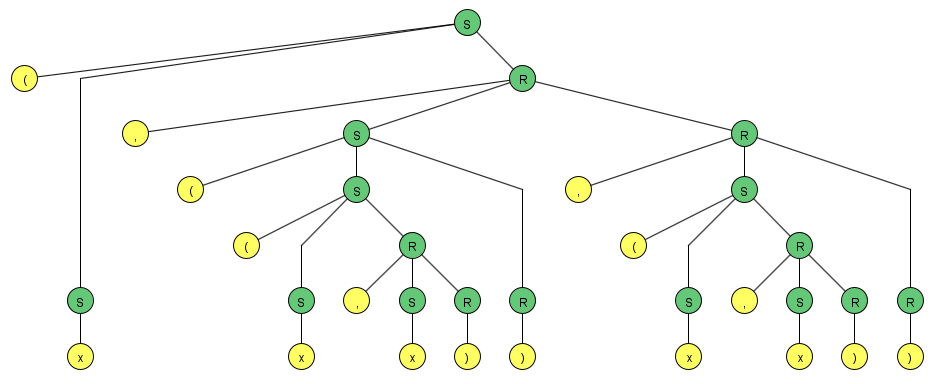 S
( R
, S R
( S , S
( R ( R
S S , S R R S , S R R
x x x ) ) x x ) )